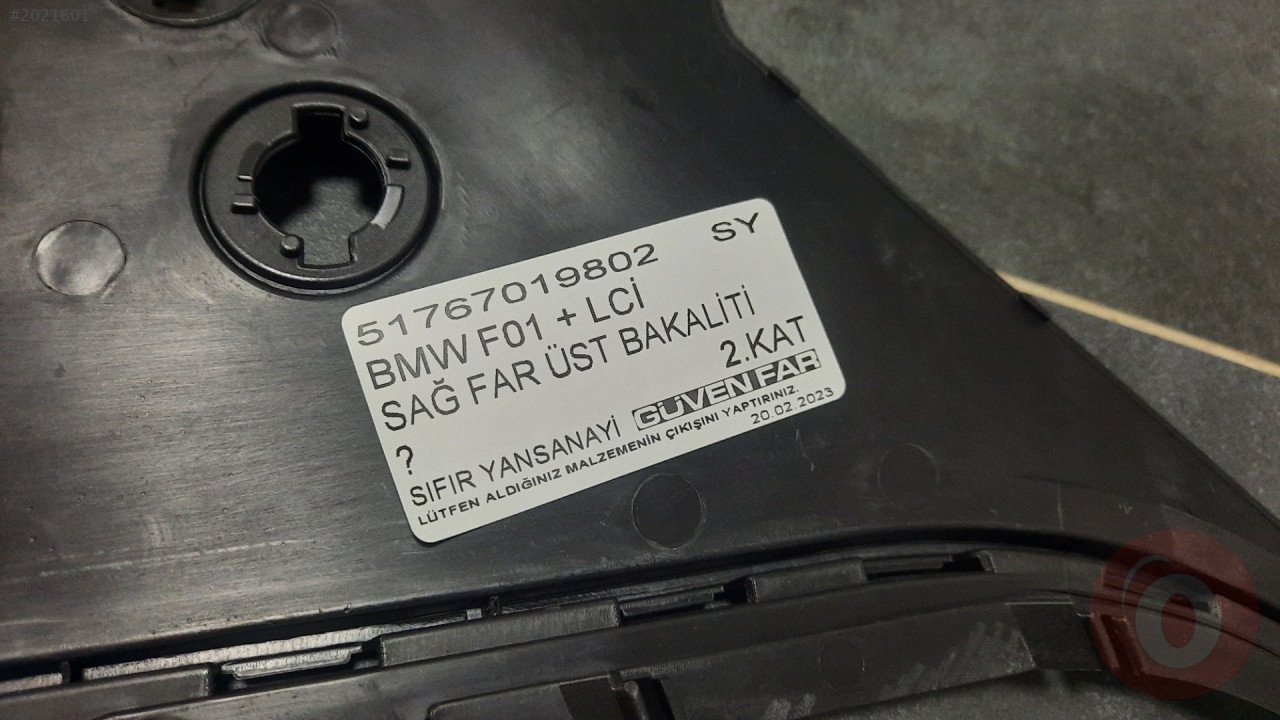 #2021601
51767019802 SY
BMW F01 + LCİ
SAĞ FAR ÜST BAKALİTİ
2.KAT
?
SIFIR YANSANAYİ GÜVEN FAR
LÜTFEN ALDIĞINIZ MALZEMENİN ÇIKIŞINI YAPTIRINIZ.
20.02.2023